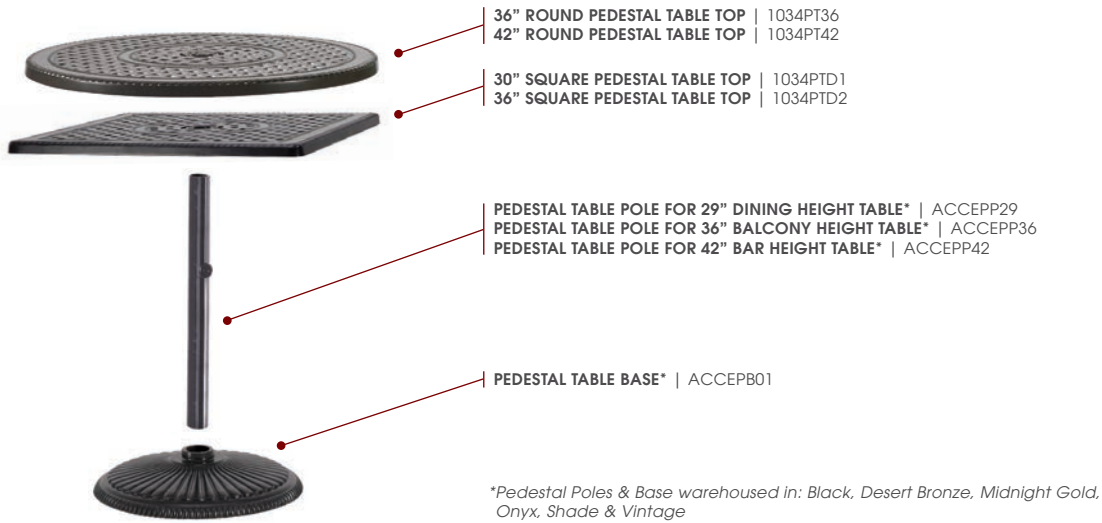 36” ROUND PEDESTAL TABLE TOP | 1034PT36
42” ROUND PEDESTAL TABLE TOP | 1034PT42
30” SQUARE PEDESTAL TABLE TOP | 1034PTD1
36” SQUARE PEDESTAL TABLE TOP | 1034PTD2
PEDESTAL TABLE POLE FOR 29” DINING HEIGHT TABLE* | ACCEPP29
PEDESTAL TABLE POLE FOR 36” BALCONY HEIGHT TABLE* | ACCEPP36
PEDESTAL TABLE POLE FOR 42” BAR HEIGHT TABLE* | ACCEPP42
PEDESTAL TABLE BASE* | ACCEPB01
*Pedestal Poles & Base warehoused in: Black, Desert Bronze, Midnight Gold,
Onyx, Shade & Vintage